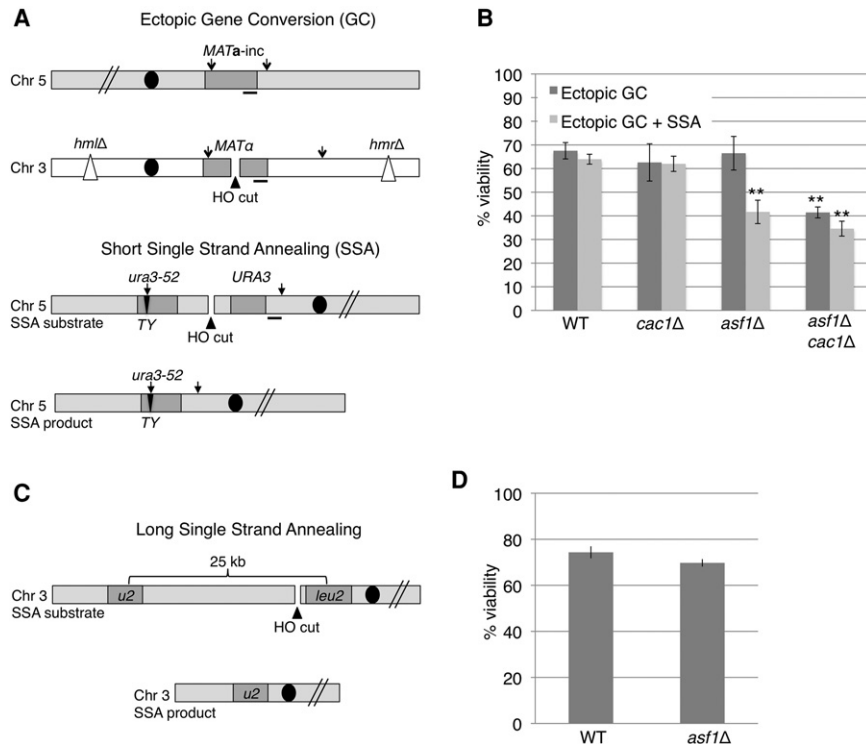 A
Ectopic Gene Conversion (GC)
MATa-inc
Chr 5
hmlΔ
MATα
hmrΔ
Chr 3
HO cut
Short Single Strand Annealing (SSA)
ura3-52
URA3
Chr 5
SSA substrate
TY
HO cut
ura3-52
Chr 5
SSA product
TY
B
% viability
100
90
80
70
60
50
40
30
20
10
0
Ectopic GC
Ectopic GC + SSA
**
**
**
WT
cac1Δ
asf1Δ
asf1Δ
cac1Δ
C
Long Single Strand Annealing
25 kb
Chr 3
SSA substrate
u2
leu2
HO cut
Chr 3
SSA product
u2
D
% viability
100
80
60
40
20
0
WT
asf1Δ